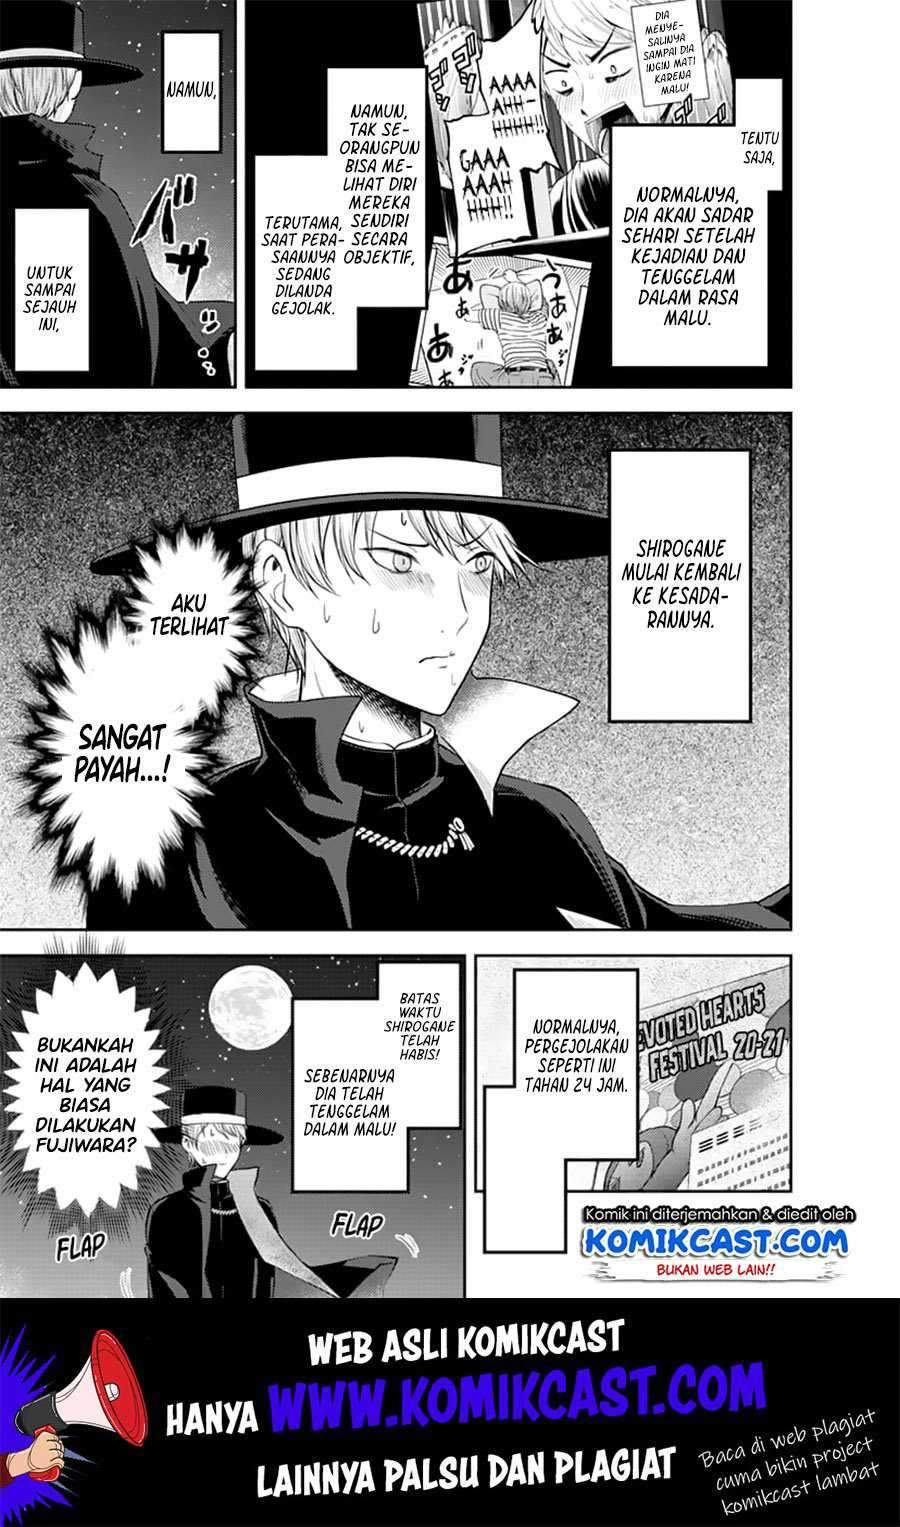 DIA
MENYE-
SALINYA
SAMPAI DIA
INGIN MATI
KARENA
MALU!
TENTU
SAJA,
NORMALNYA,
DIA AKAN SADAR
SEHARI SETELAH
KEJADIAN DAN
TENGGELAM
DALAM RASA
MALU.
AAA
AAA
AHH-
HHH!!
GAAA
AAAAH
HH!!
NAMUN,
TAK SE-
ORANGPUN
BISA ME-
LIHAT DIRI
MEREKA
SENDIRI
SECARA
OBJEKTIF,
TERUTAMA,
SAAT PERA-
SAANNYA
SEDANG
DILANDA
GEJOLAK.
NAMUN,
UNTUK
SAMPAI
SEJAUH
INI,
SHIROGANE
MULAI KEMBALI
KE KESADA-
RANNYA.
AKU
TERLIHAT
SANGAT
PAYAH...!
EVOTED HEARTS
FESTIVAL 20-21
NORMALNYA,
PERGEJOLAKAN
SEPERTI INI
TAHAN 24 JAM.
BATAS
WAKTU
SHIROGANE
TELAH
HABIS!
SEBENARNYA
DIA TELAH
TENGGELAM
DALAM MALU!
BUKANKAH
INI ADALAH
HAL YANG
BIASA
DILAKUKAN
FUJIWARA?
FLAP
FLAP
Komik ini diterjemahkan & diedit oleh
KOMIKCAST.COM
BUKAN WEB LAIN!!
WEB ASLI KOMIKCAST
HANYA WWW.KOMIKCAST.COM
LAINNYA PALSU DAN PLAGIAT
Baca di web plagiat
cuma bikin project
komikcast lambat